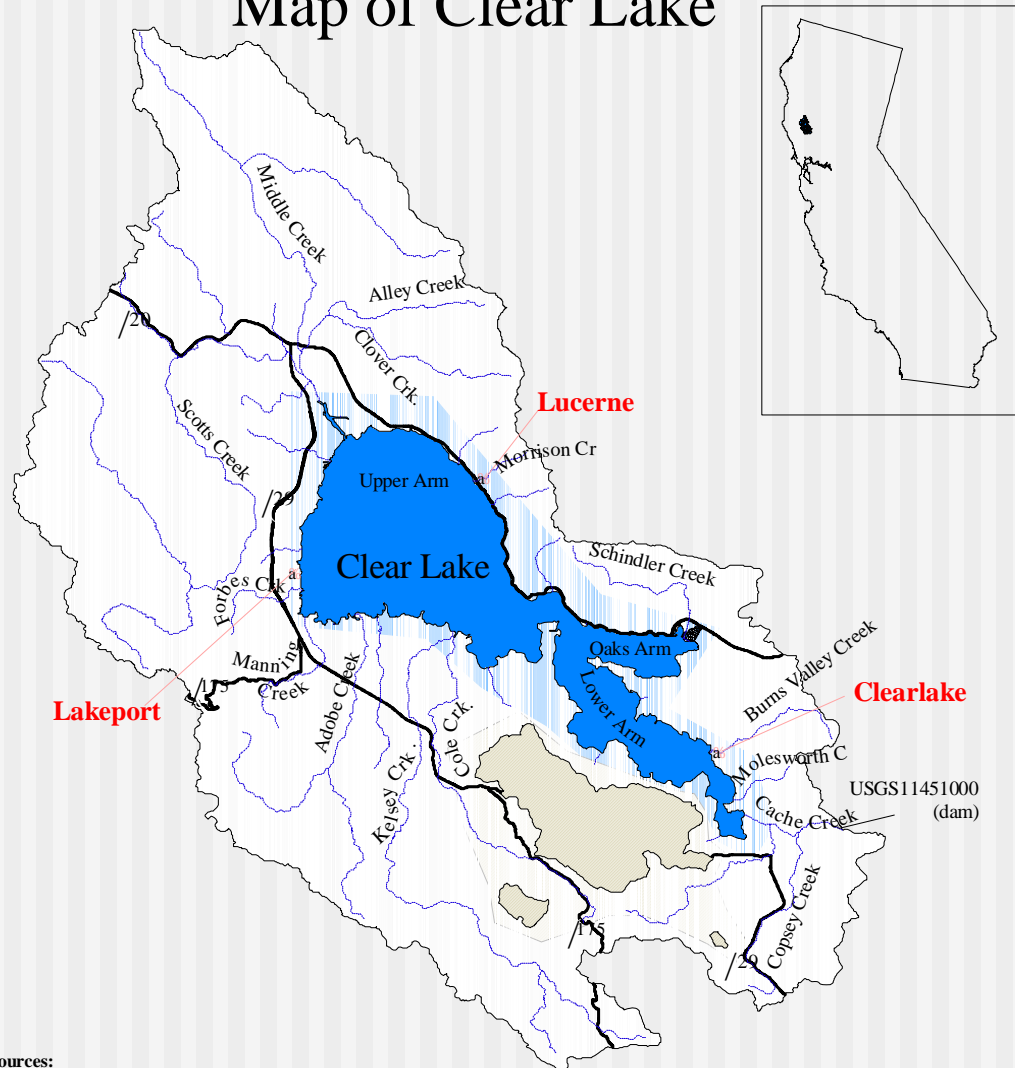 Map of Clear Lake
Middle Creek
Alley Creek
/20
Clover Crk.
Lucerne
Scotts Creek
Morrison Cr
Upper Arm
a
/29
Clear Lake
Schindler Creek
a
Forbes Crk
Oaks Arm
Manning
Creek
Burns Valley Creek
Adobe Creek
Lower Arm
Clearlake
Lakeport
Cole Crk.
a
Molesworth C
Kelsey Crk.
USGS11451000
(dam)
Cache Creek
Copsey Creek
/175
/29
ources: